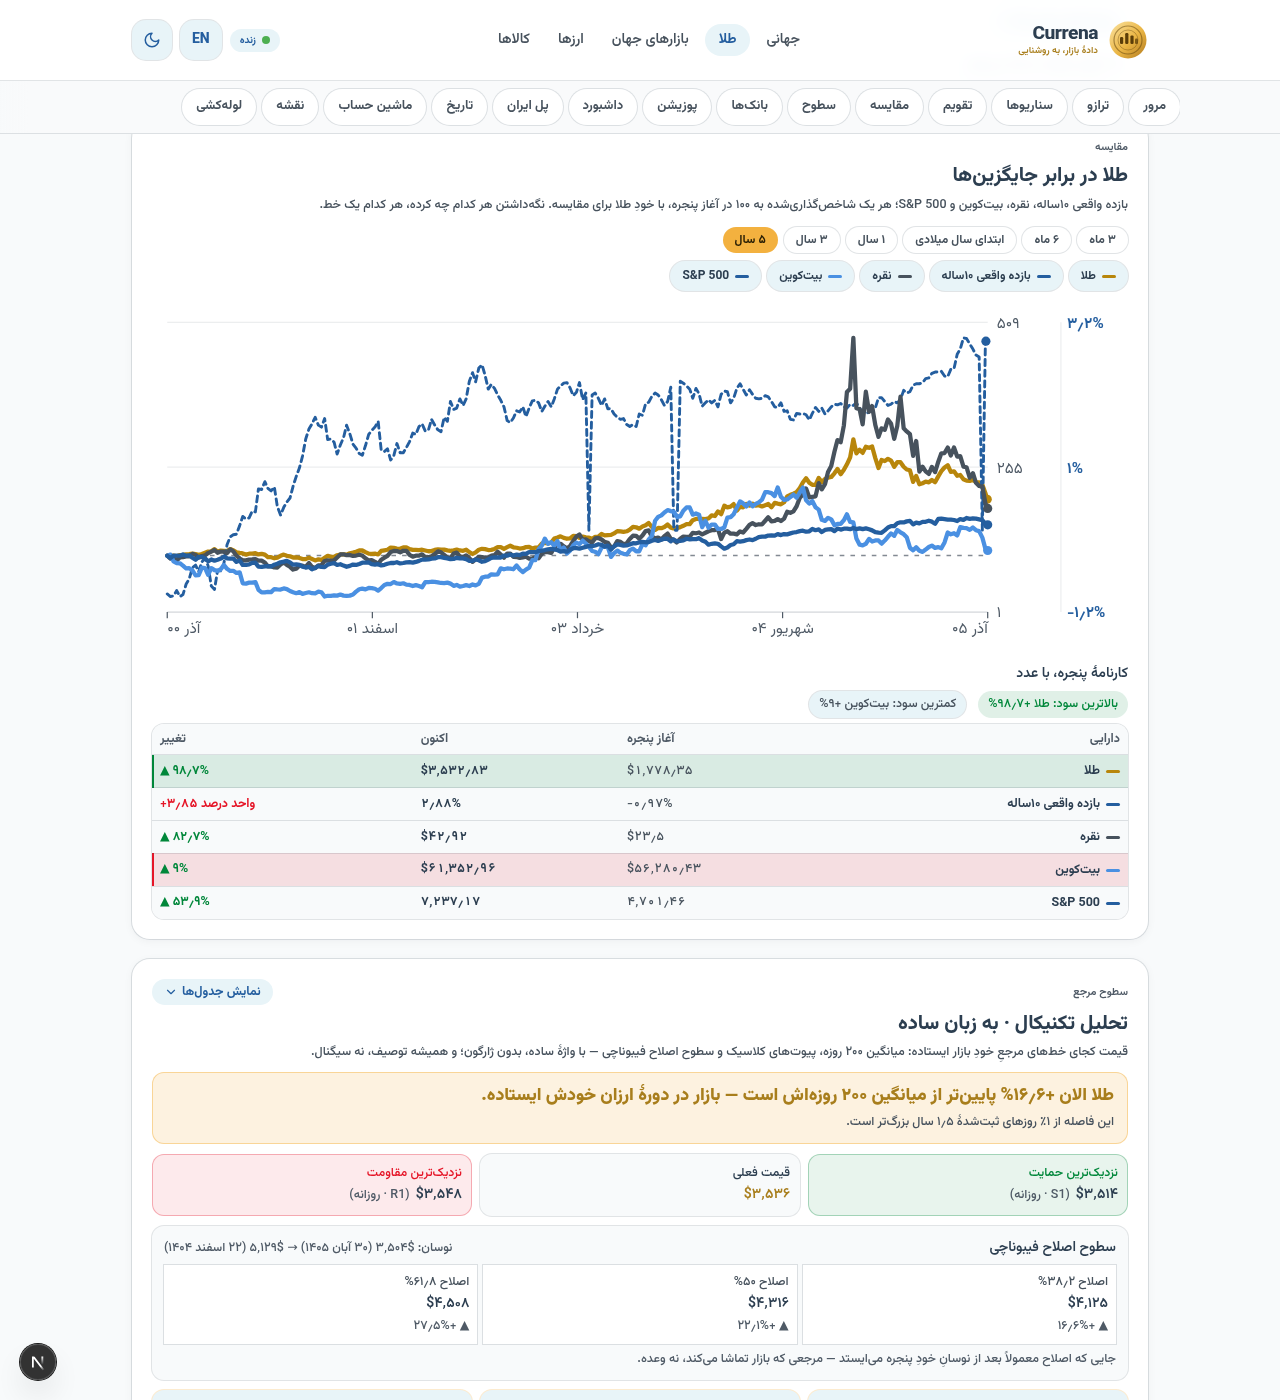 Currena
دادهٔ بازار، به روشنایی
جهانی
طلا
بازارهای جهان
ارزها
کالاها
زنده
EN
مرور
ترازو
سناریوها
تقویم
مقایسه
سطوح
بانک‌ها
پوزیشن
داشبورد
پل ایران
تاریخ
ماشین حساب
نقشه
لوله‌کشی
مقایسه
طلا در برابر جایگزین‌ها
بازده واقعی ۱۰ساله، نقره، بیت‌کوین و S&P 500؛ هر یک شاخص‌گذاری‌شده به ۱۰۰ در آغاز پنجره، با خودِ طلا برای مقایسه. نگه‌داشتن هر کدام چه کرده، هر کدام یک خط.
۳ ماه
۶ ماه
ابتدای سال میلادی
۱ سال
۳ سال
۵ سال
طلا
بازده واقعی ۱۰ساله
نقره
بیت‌کوین
S&P 500
۵۰۹
۳٫۲%
۲۵۵
۱%
۱
-۱٫۲%
آذر ۰۰
اسفند ۰۱
خرداد ۰۳
شهریور ۰۴
آذر ۰۵
کارنامهٔ پنجره، با عدد
بالاترین سود: طلا +۹۸٫۷%
کمترین سود: بیت‌کوین +۹%
دارایی
آغاز پنجره
اکنون
تغییر
طلا
$۱,۷۷۸٫۳۵
$۳,۵۳۲٫۸۳
▲ ۹۸٫۷%
بازده واقعی ۱۰ساله
-۰٫۹۷%
۲٫۸۸%
+۳٫۸۵ واحد درصد
نقره
$۲۳٫۵
$۴۲٫۹۲
▲ ۸۲٫۷%
بیت‌کوین
$۵۶,۲۸۰٫۴۳
$۶۱,۳۵۲٫۹۶
▲ ۹%
S&P 500
۴,۷۰۱٫۴۶
۷,۲۳۷٫۱۷
▲ ۵۳٫۹%
سطوح مرجع
نمایش جدول‌ها
تحلیل تکنیکال · به زبان ساده
قیمت کجای خط‌های مرجعِ خودِ بازار ایستاده: میانگین ۲۰۰ روزه، پیوت‌های کلاسیک و سطوح اصلاح فیبوناچی — با واژهٔ ساده، بدون ژارگون؛ و همیشه توصیف، نه سیگنال.
طلا الان +۱۶٫۶% پایین‌تر از میانگین ۲۰۰ روزه‌اش است — بازار در دورهٔ ارزان خودش ایستاده.
این فاصله از ۱٪ روزهای ثبت‌شدهٔ ۱٫۵ سال بزرگ‌تر است.
نزدیک‌ترین حمایت
$۳,۵۱۴ (S1 · روزانه)
قیمت فعلی
$۳,۵۳۶
نزدیک‌ترین مقاومت
$۳,۵۴۸ (R1 · روزانه)
سطوح اصلاح فیبوناچی
نوسان: $۳,۵۰۴ (۳۰ آبان ۱۴۰۵) → $۵,۱۲۹ (۲۲ اسفند ۱۴۰۴)
اصلاح ۳۸٫۲%
$۴,۱۲۵
▲ +۱۶٫۶%
اصلاح ۵۰%
$۴,۳۱۶
▲ +۲۲٫۱%
اصلاح ۶۱٫۸%
$۴,۵۰۸
▲ +۲۷٫۵%
جایی که اصلاح معمولاً بعد از نوسانِ خودِ پنجره می‌ایستد — مرجعی که بازار تماشا می‌کند، نه وعده.
N